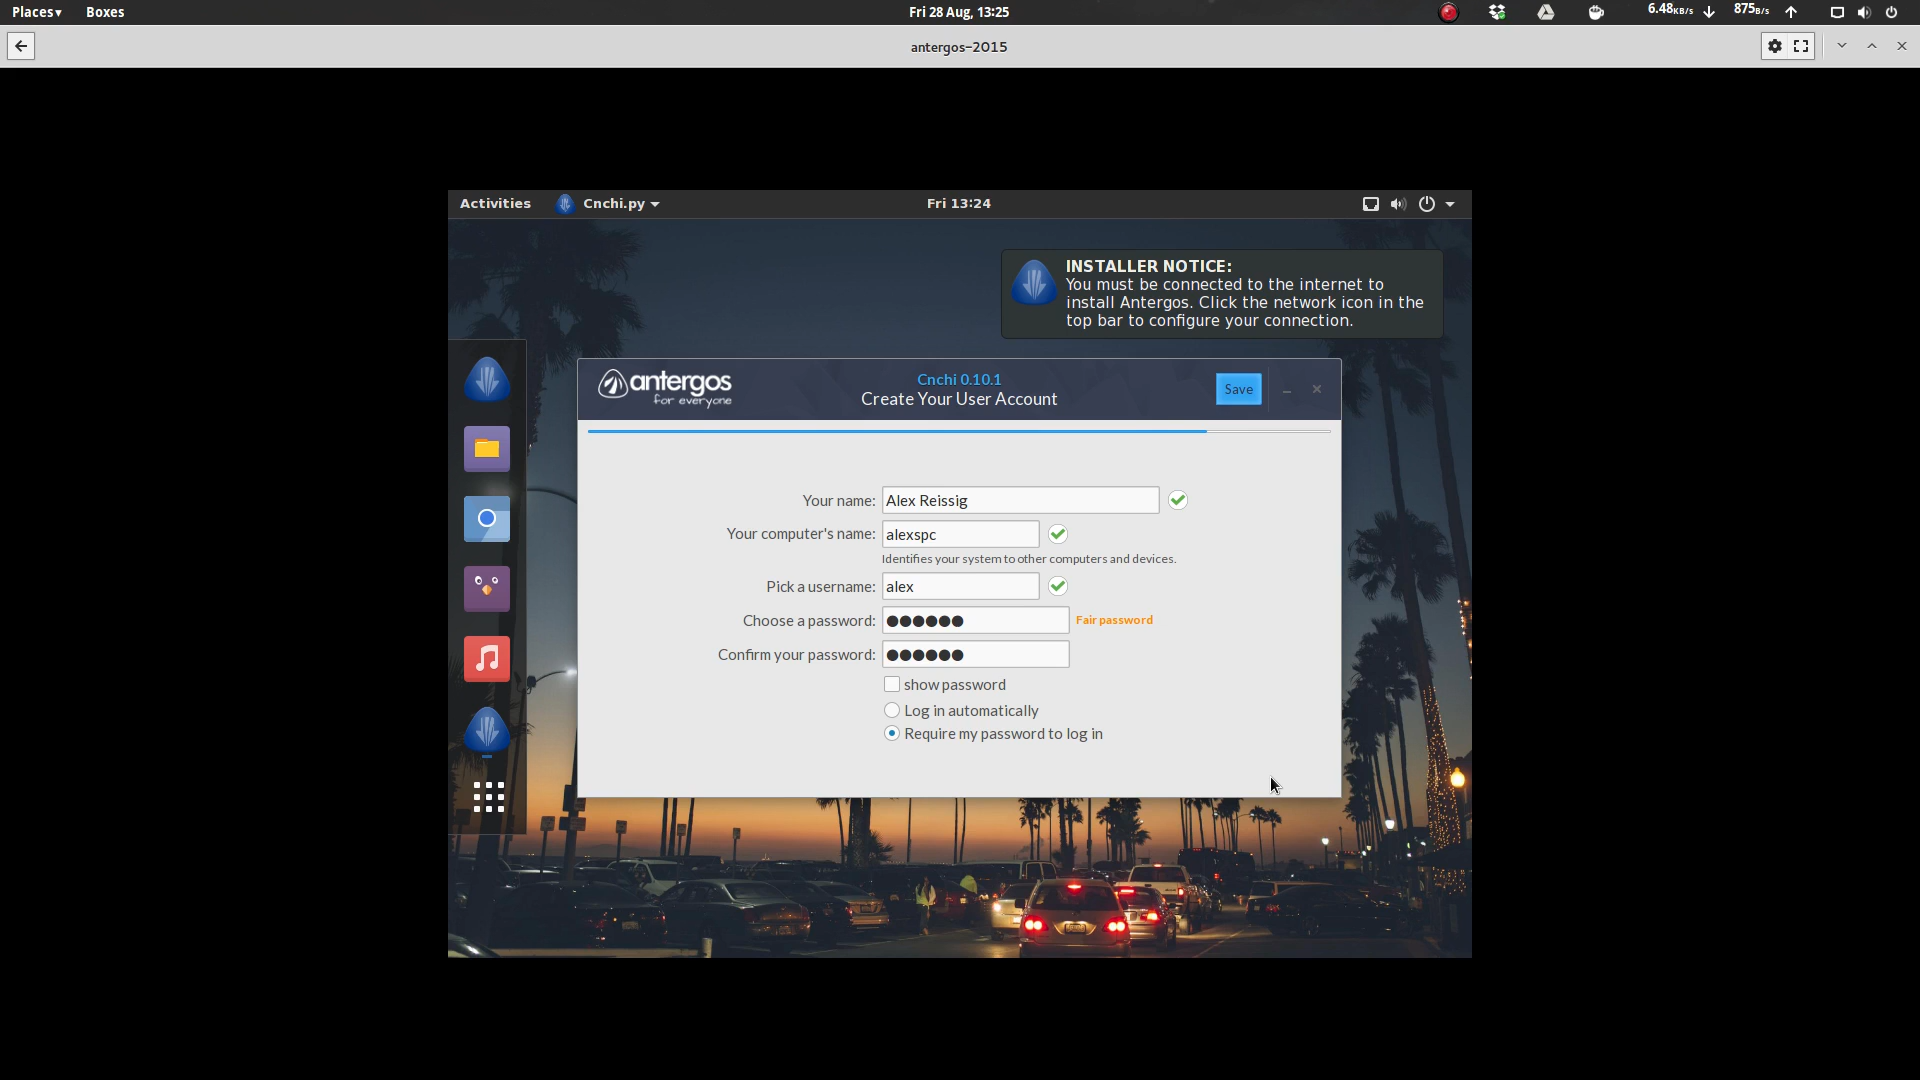 Places▾ Boxes Fri 28 Aug, 13:25 6.48KB/s 875B/s
antergos-2015
Activities Cnchi.py Fri 13:24
INSTALLER NOTICE:
You must be connected to the internet to
install Antergos. Click the network icon in the
top bar to configure your connection.
antergos
for everyone
Cnchi 0.10.1
Create Your User Account
Save
Your name: Alex Reissig
Your computer's name: alexspc
Identifies your system to other computers and devices.
Pick a username: alex
Choose a password: ●●●●●● Fair password
Confirm your password: ●●●●●●
show password
Log in automatically
Require my password to log in